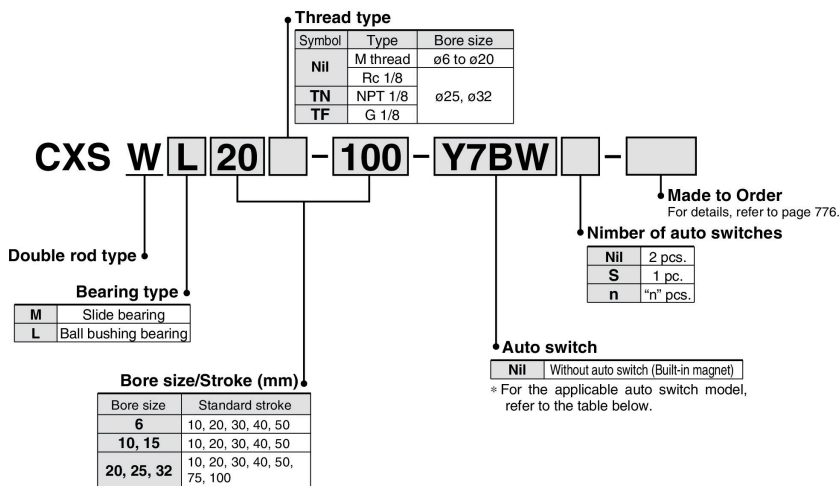 Thread type
Symbol Type Bore size
Nil M thread ø6 to ø20
Rc 1/8 ø25, ø32
TN NPT 1/8
TF G 1/8
CXS W L 20 – 100 – Y7BW –
Made to Order
For details, refer to page 776.
Nimber of auto switches
Nil 2 pcs.
S 1 pc.
n “n” pcs.
Double rod type
Bearing type
M Slide bearing
L Ball bushing bearing
Auto switch
Nil Without auto switch (Built-in magnet)
* For the applicable auto switch model,
refer to the table below.
Bore size/Stroke (mm)
Bore size Standard stroke
6 10, 20, 30, 40, 50
10, 15 10, 20, 30, 40, 50
20, 25, 32 10, 20, 30, 40, 50,
75, 100